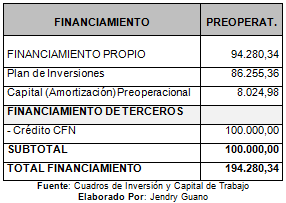 FINANCIAMIENTO PREOPERAT.
FINANCIAMIENTO PROPIO 94.280,34
Plan de Inversiones 86.255,36
Capital (Amortización) Preoperacional 8.024,98
FINANCIAMIENTO DE TERCEROS
- Crédito CFN 100.000,00
SUBTOTAL 100.000,00
TOTAL FINANCIAMIENTO 194.280,34
Fuente: Cuadros de Inversión y Capital de Trabajo
Elaborado Por: Jendry Guano